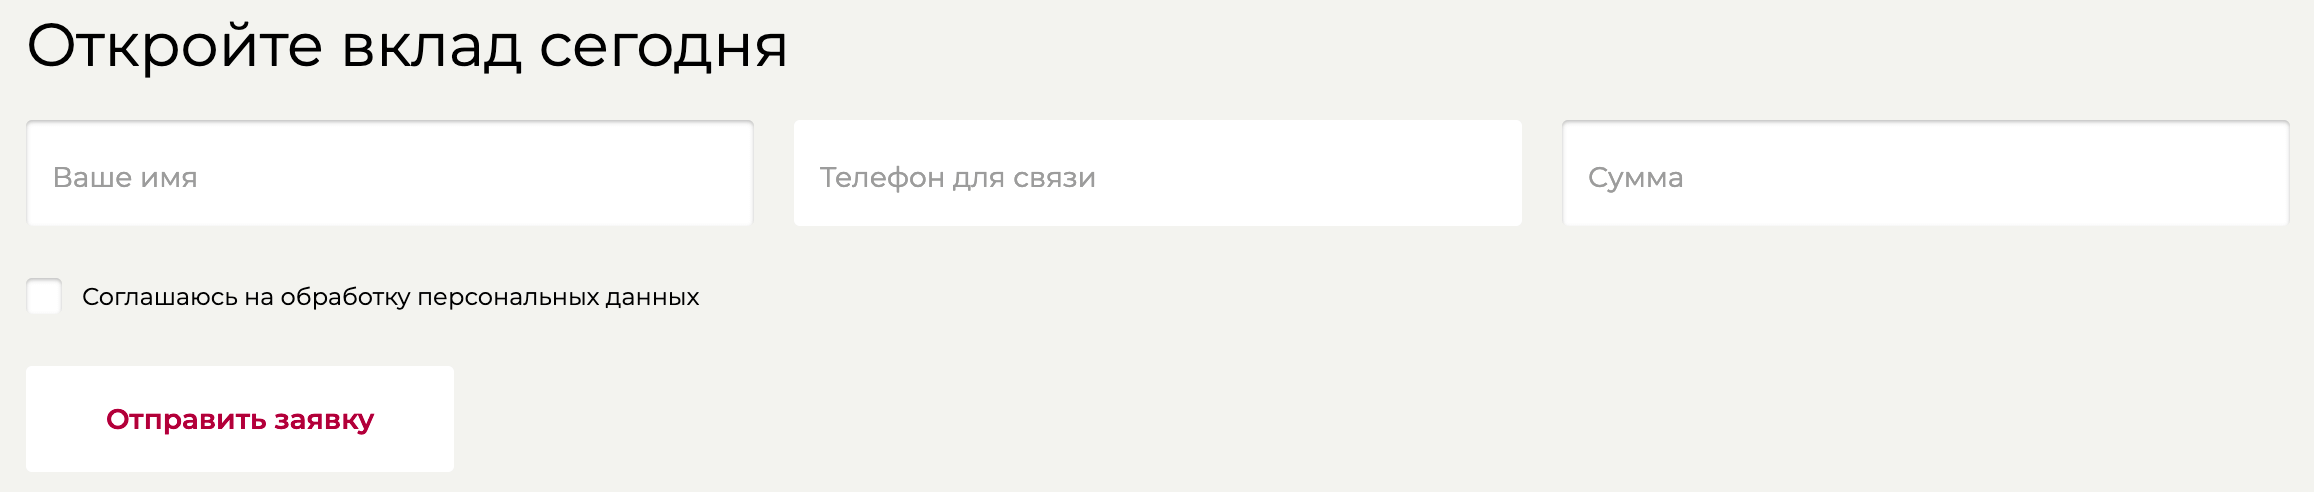 Откройте вклад сегодня
Ваше имя
Телефон для связи
Сумма
Соглашаюсь на обработку персональных данных
Отправить заявку